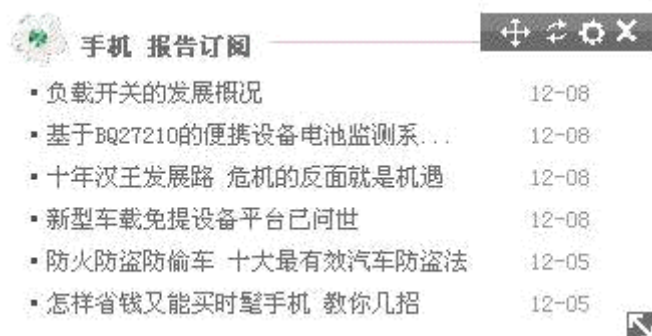 手机 报告订阅
负载开关的发展概况 12-08
基于BQ27210的便携设备电池监测系... 12-08
十年汉王发展路 危机的反面就是机遇 12-08
新型车载免提设备平台已问世 12-08
防火防盗防偷车 十大最有效汽车防盗法 12-05
怎样省钱又能买时髦手机 教你几招 12-05